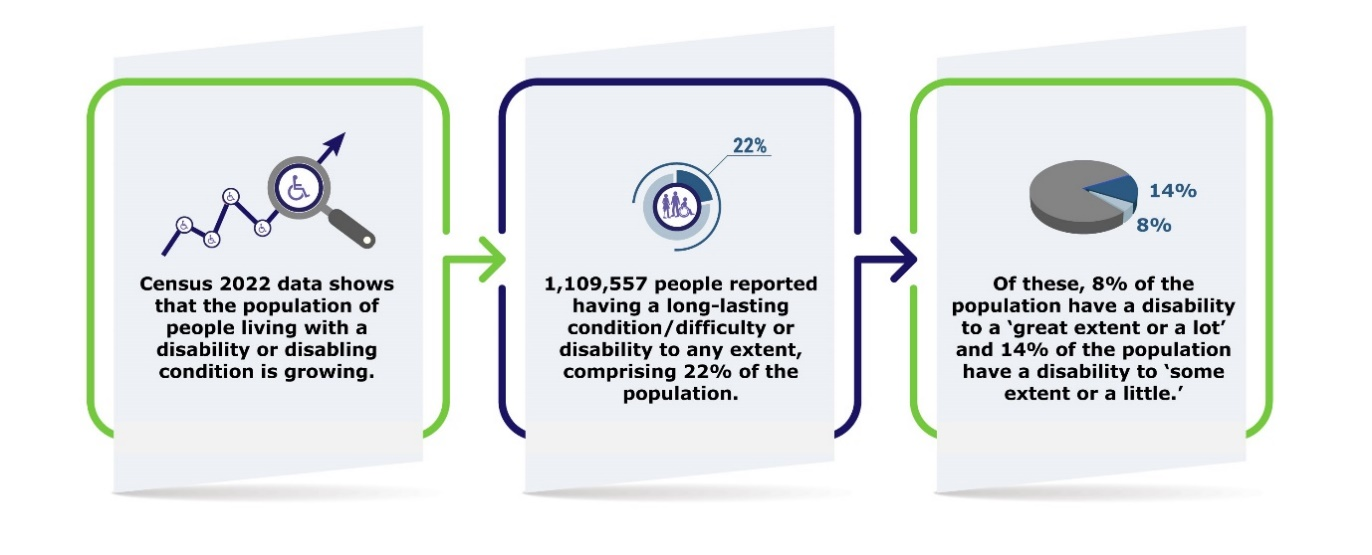 Census 2022 data shows
that the population of
people living with a
disability or disabling
condition is growing.
22%
1,109,557 people reported
having a long-lasting
condition/difficulty or
disability to any extent,
comprising 22% of the
population.
14%
8%
Of these, 8% of the
population have a disability
to a ‘great extent or a lot’
and 14% of the population
have a disability to ‘some
extent or a little.’